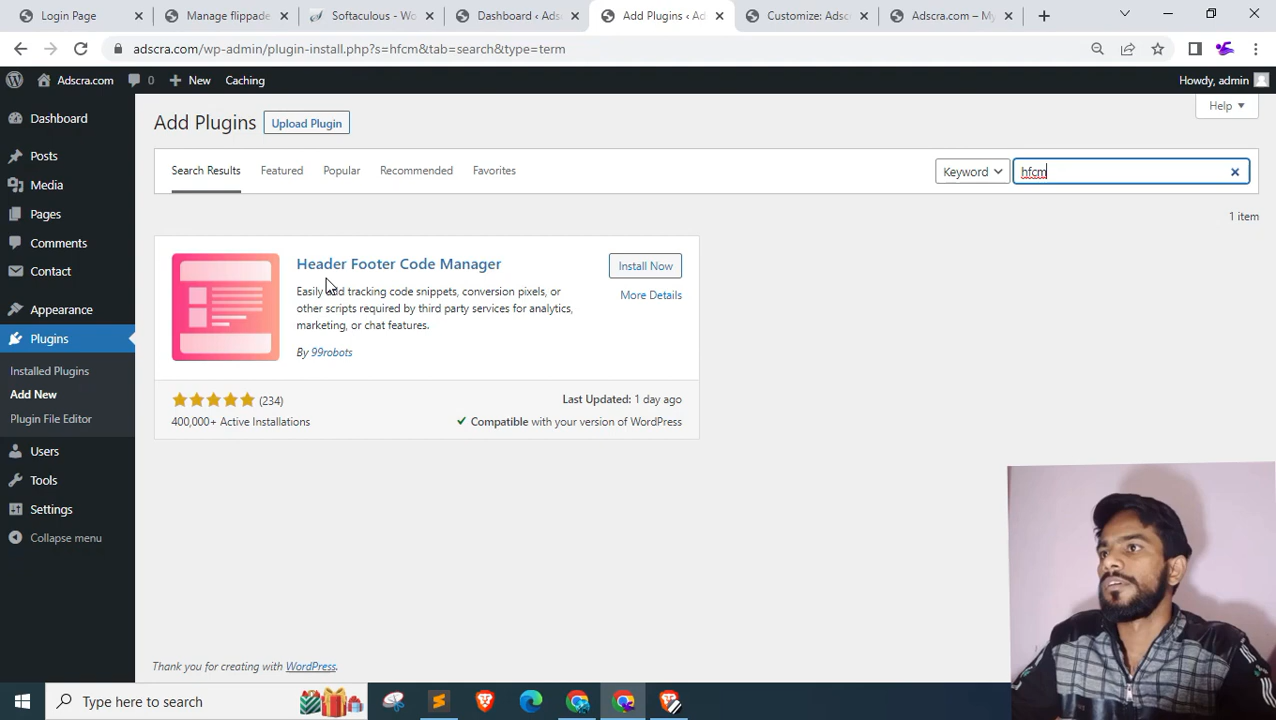 Login Page
Manage flippade
Softaculous - Wo
Dashboard ‹ Adsc
Add Plugins ‹ Ad
Customize: Adsc
Adscra.com – My
adscra.com/wp-admin/plugin-install.php?s=hfcm&tab=search&type=term
Adscra.com 0 New Caching Howdy, admin
Dashboard
Posts
Media
Pages
Comments
Contact
Appearance
Plugins
Installed Plugins
Add New
Plugin File Editor
Users
Tools
Settings
Collapse menu
Help
Add Plugins Upload Plugin
Search Results Featured Popular Recommended Favorites Keyword hfcm
1 item
Header Footer Code Manager
Install Now
More Details
Easily add tracking code snippets, conversion pixels, or
other scripts required by third party services for analytics,
marketing, or chat features.
By 99robots
(234) Last Updated: 1 day ago
400,000+ Active Installations Compatible with your version of WordPress
Thank you for creating with WordPress.
Type here to search